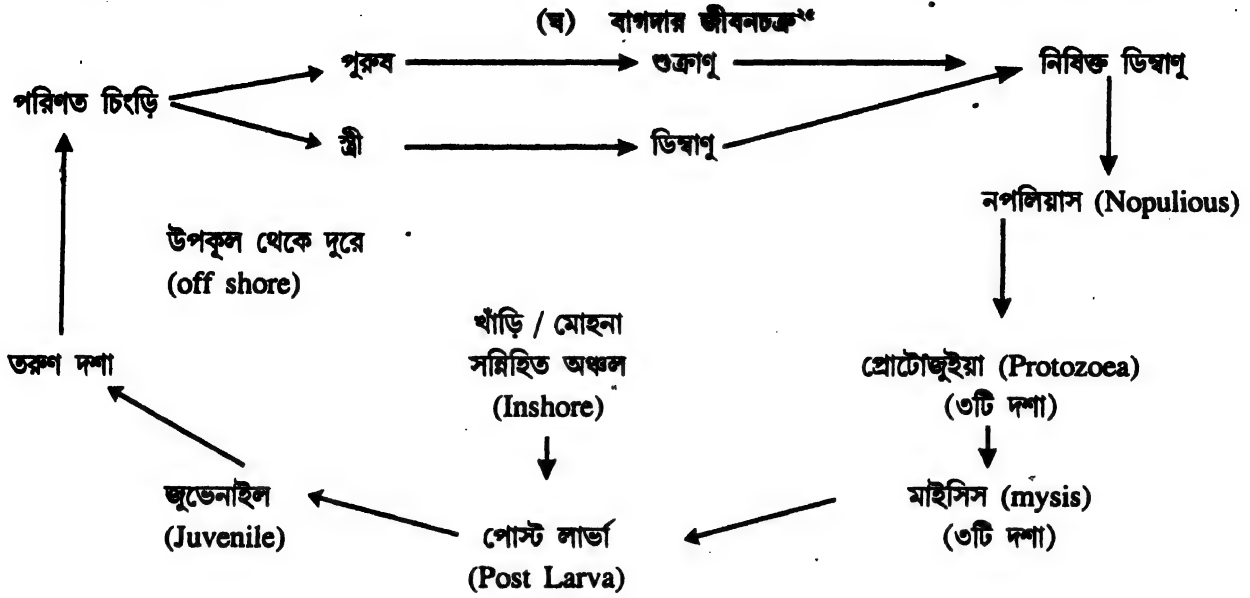 (ঘ) বাগদার জীবনচক্র২৫
পুরুষ
শুক্রাণু
নিষিক্ত ডিম্বাণু
পরিণত চিংড়ি
স্ত্রী
ডিম্বাণু
নপলিয়াস (Nopulious)
উপকূল থেকে দুরে
(off shore)
খাঁড়ি / মোহনা
সন্নিহিত অঞ্চল
(Inshore)
তরুণ দশা
প্রোটোজুইয়া (Protozoea)
(৩টি দশা)
জুভেনাইল
(Juvenile)
পোস্ট লার্ভা
(Post Larva)
মাইসিস (mysis)
(৩টি দশা)